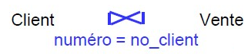 Client Vente
numéro = no_client